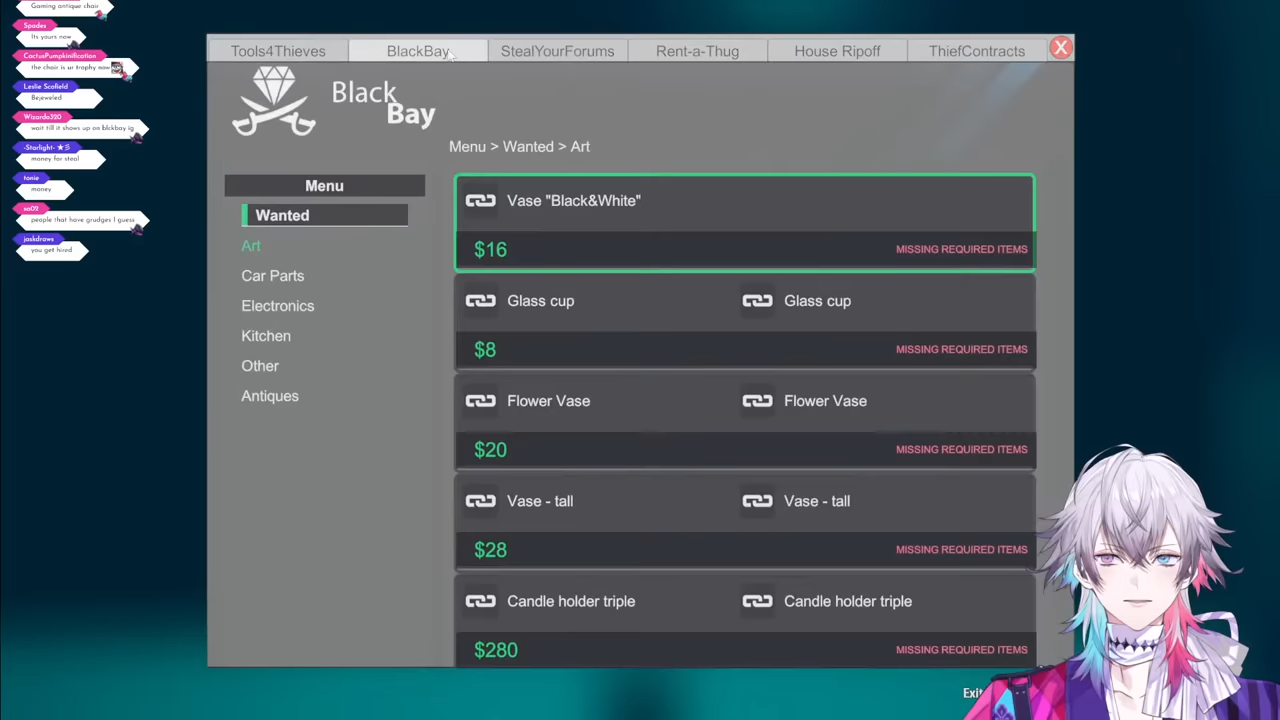 Gaming antique chair
Spades
Its yours now
CactusPumpkinification
the chair is ur trophy now
Leslie Scofield
Bejeweled
Wizardo320
wait till it shows up on blckbay ig
-Starlight- ★彡
money for steal
tonie
money
sa02
people that have grudges I guess
jaskdraws
you get hired
Tools4Thieves
BlackBay
YourForums
Rent-a-Thug
House Ripoff
ThiefContracts
X
Black
Bay
Menu > Wanted > Art
Menu
Wanted
Art
Car Parts
Electronics
Kitchen
Other
Antiques
Vase "Black&White"
$16 MISSING REQUIRED ITEMS
Glass cup Glass cup
$8 MISSING REQUIRED ITEMS
Flower Vase Flower Vase
$20 MISSING REQUIRED ITEMS
Vase - tall Vase - tall
$28 MISSING REQUIRED ITEMS
Candle holder triple Candle holder triple
$280 MISSING REQUIRED ITEMS
Exit